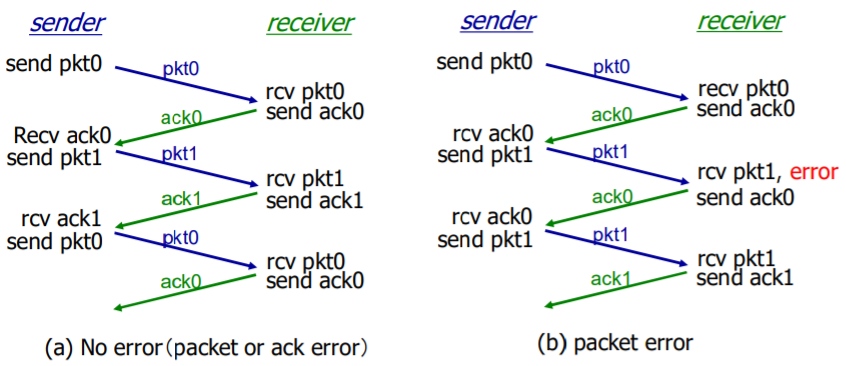 sender
receiver
send pkt0
pkt0
rcv pkt0
send ack0
ack0
Recv ack0
send pkt1
pkt1
rcv pkt1
send ack1
ack1
rcv ack1
send pkt0
pkt0
rcv pkt0
send ack0
ack0
(a) No error(packet or ack error)
sender
receiver
send pkt0
pkt0
recv pkt0
send ack0
ack0
rcv ack0
send pkt1
pkt1
rcv pkt1, error
send ack0
ack0
rcv ack0
send pkt1
pkt1
rcv pkt1
send ack1
ack1
(b) packet error